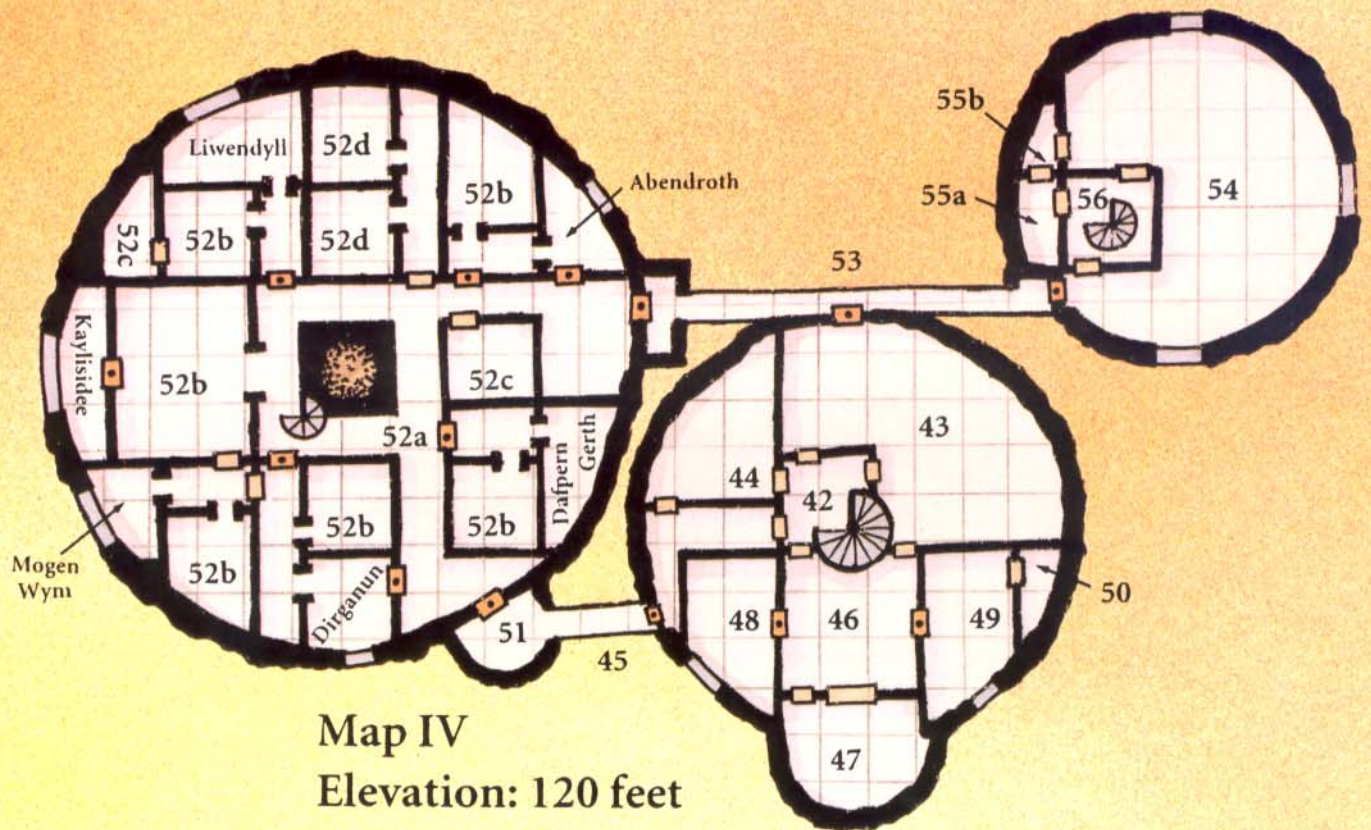 55b
Liwendyll
52d
Abendroth
52b
56
54
55a
52c
52b
52d
53
Kaylisidee
52b
52c
52a
43
Dafpern
Gerth
44
42
52b
52b
Mogen
Wym
52b
50
Dirganun
48
46
49
51
45
47
Map IV
Elevation: 120 feet